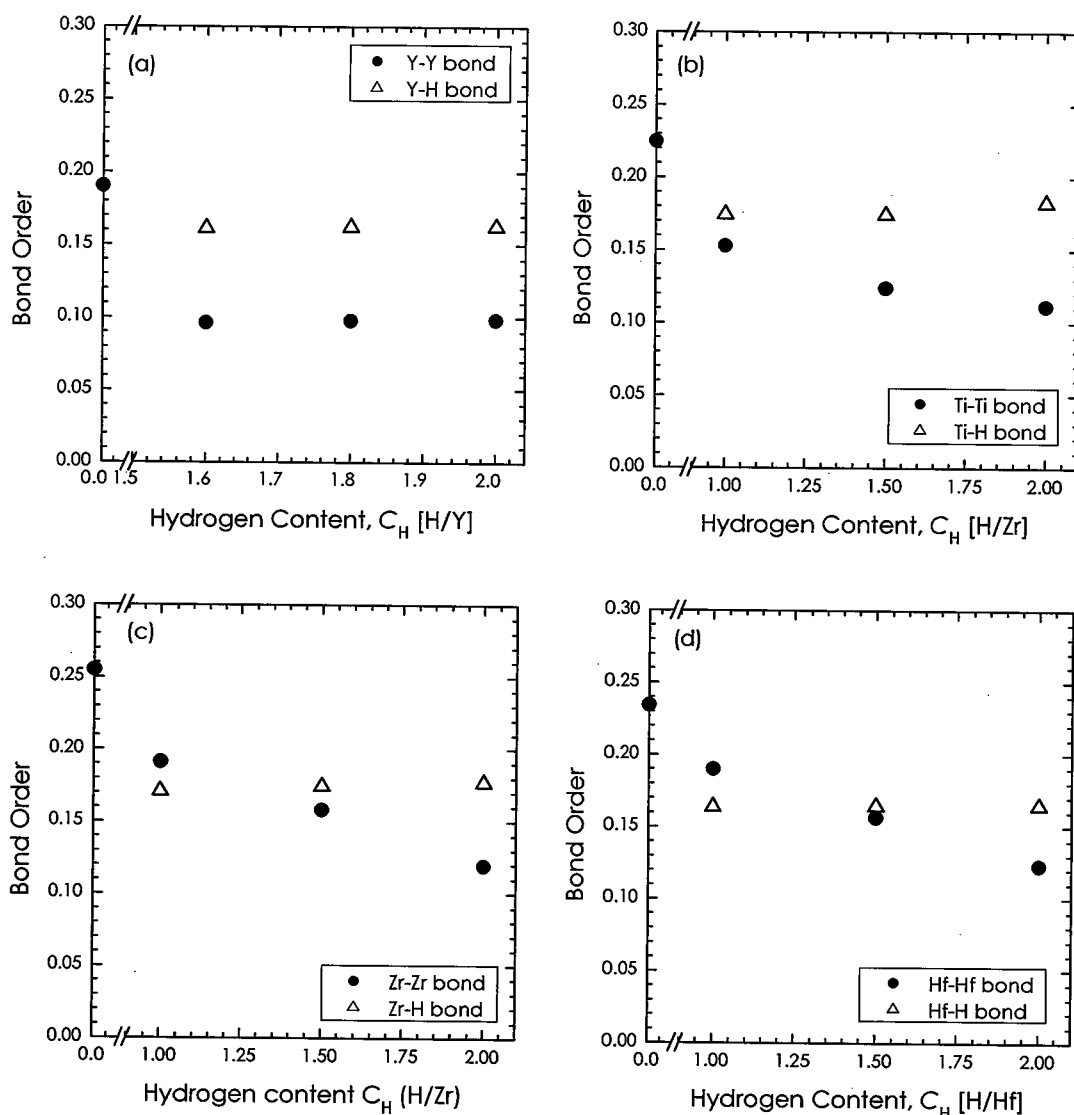 0.30
(a)
Y-Y bond
Y-H bond
0.25
0.20
0.15
0.10
0.05
0.00
Bond Order
0.0 1.5 1.6 1.7 1.8 1.9 2.0
Hydrogen Content, C_H [H/Y]
0.30
(b)
0.25
0.20
0.15
0.10
0.05
0.00
Bond Order
Ti-Ti bond
Ti-H bond
0.0 1.00 1.25 1.50 1.75 2.00
Hydrogen Content, C_H [H/Zr]
0.30
(c)
0.25
0.20
0.15
0.10
0.05
0.00
Bond Order
Zr-Zr bond
Zr-H bond
0.0 1.00 1.25 1.50 1.75 2.00
Hydrogen content C_H (H/Zr)
0.30
(d)
0.25
0.20
0.15
0.10
0.05
0.00
Bond Order
Hf-Hf bond
Hf-H bond
0.0 1.00 1.25 1.50 1.75 2.00
Hydrogen Content, C_H [H/Hf]